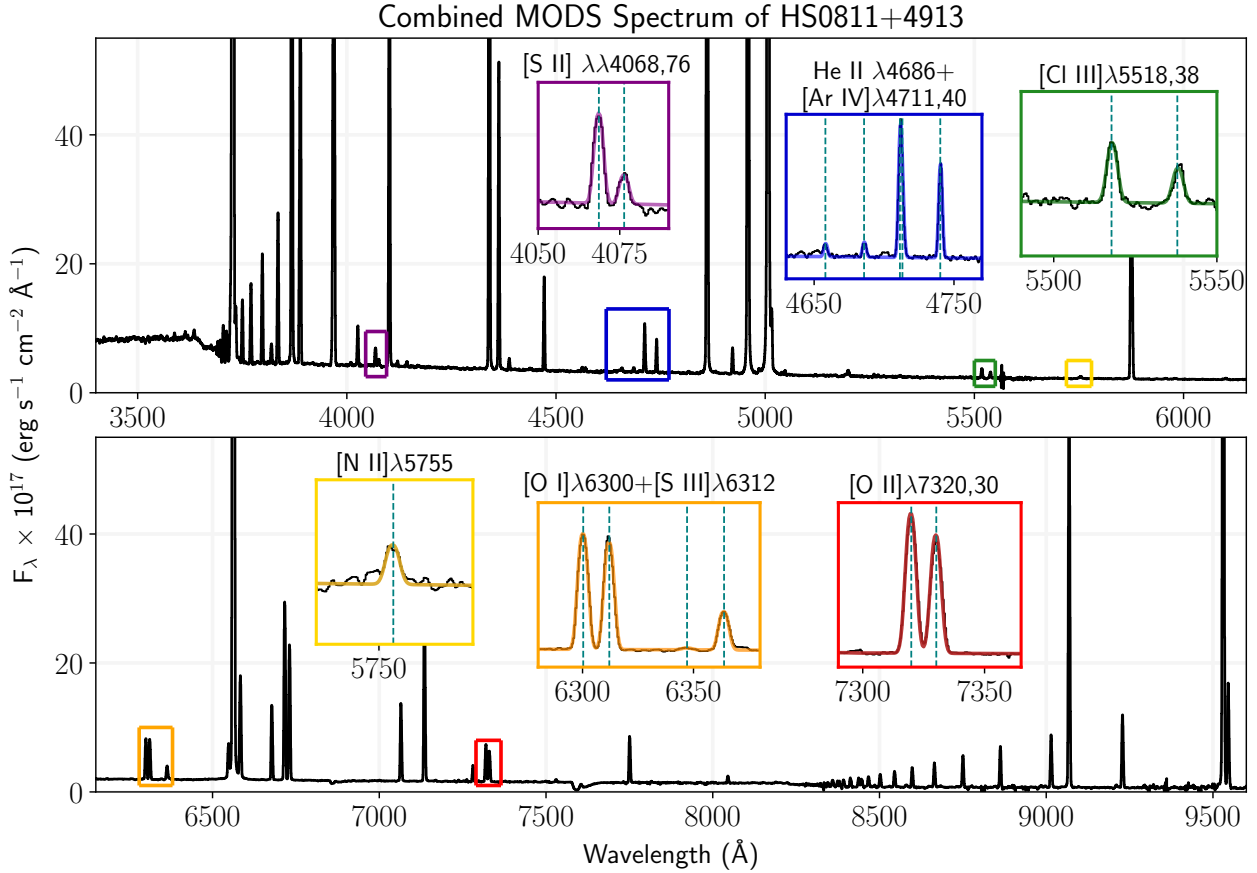 Combined MODS Spectrum of HS0811+4913
[S II] λλ4068,76
He II λ4686+
[Ar IV]λ4711,40
[Cl III]λ5518,38
40
20
0
4050 4075
4650 4750
5500 5550
3500 4000 4500 5000 5500 6000
F_λ × 10^17 (erg s^−1 cm^−2 Å^−1)
[N II]λ5755
[O I]λ6300+[S III]λ6312
[O II]λ7320,30
40
20
0
5750
6300 6350
7300 7350
6500 7000 7500 8000 8500 9000 9500
Wavelength (Å)